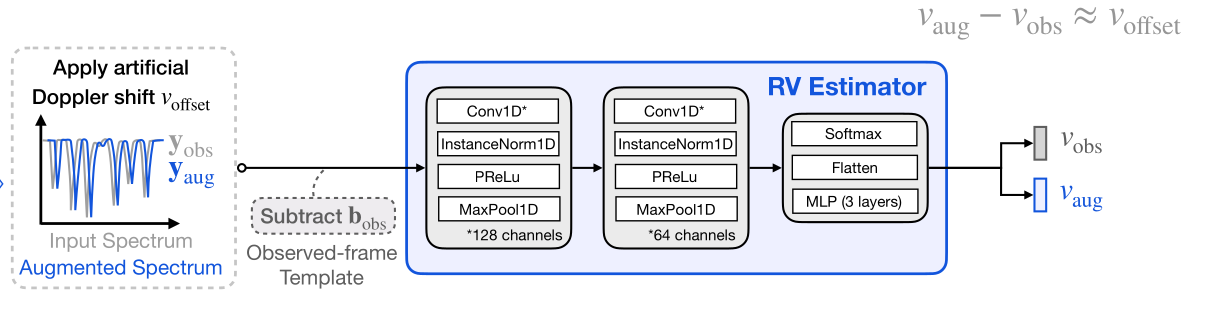 v_aug − v_obs ≈ v_offset
Apply artificial
Doppler shift v_offset
y_obs
y_aug
Input Spectrum
Augmented Spectrum
Subtract b_obs
Observed-frame
Template
RV Estimator
Conv1D*
InstanceNorm1D
PReLu
MaxPool1D
*128 channels
Conv1D*
InstanceNorm1D
PReLu
MaxPool1D
*64 channels
Softmax
Flatten
MLP (3 layers)
v_obs
v_aug